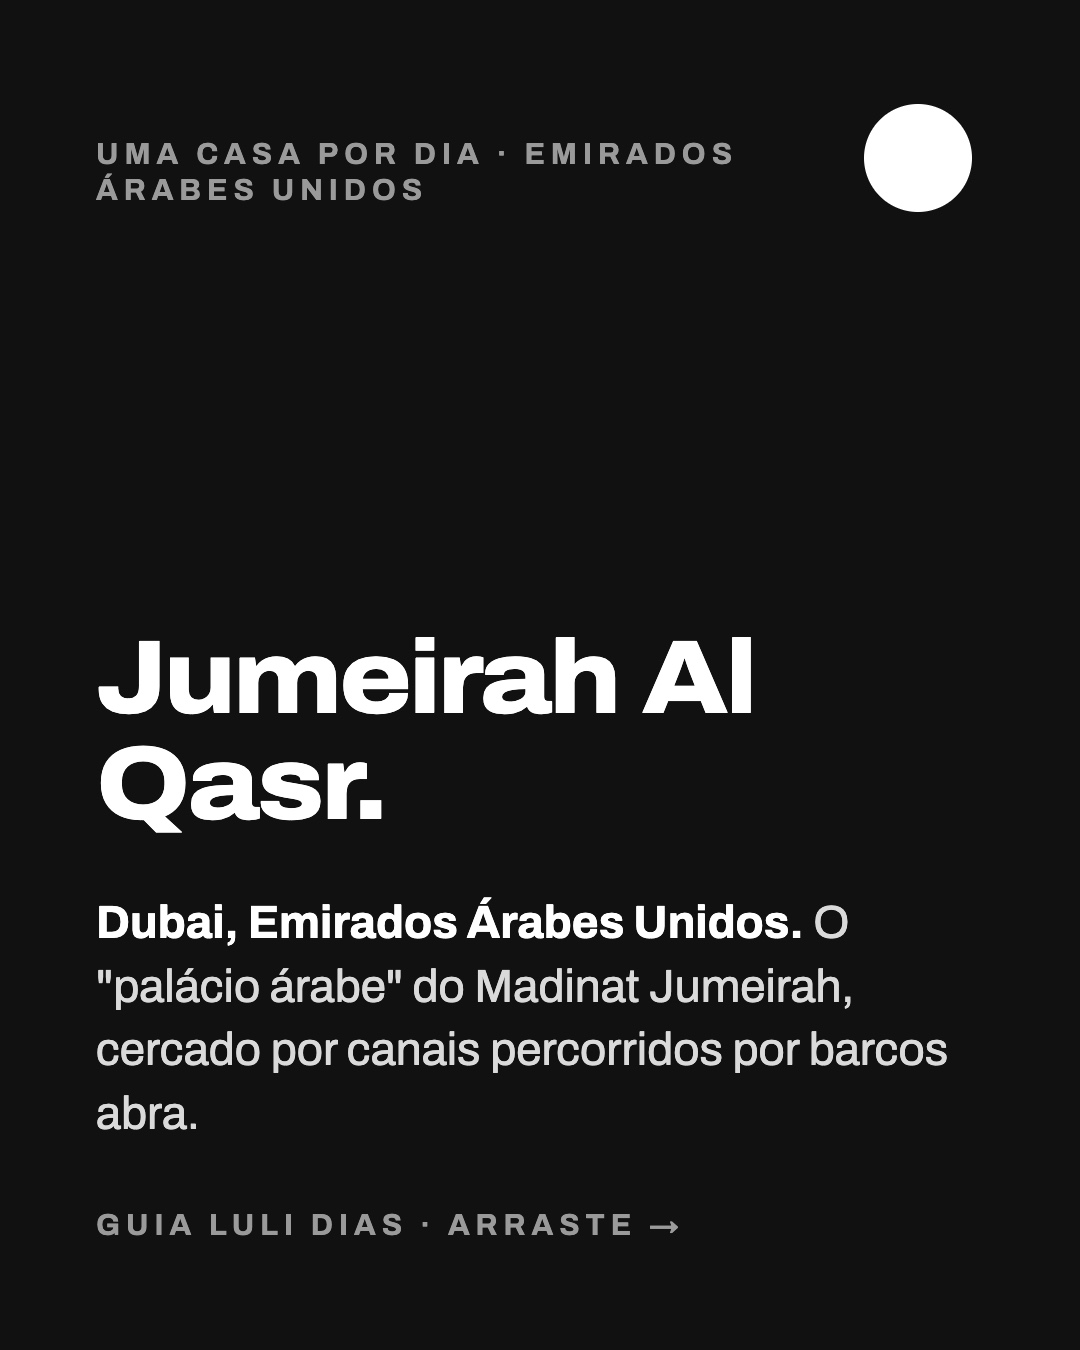 UMA CASA POR DIA · EMIRADOS
ÁRABES UNIDOS
Jumeirah Al
Qasr.
Dubai, Emirados Árabes Unidos. O
"palácio árabe" do Madinat Jumeirah,
cercado por canais percorridos por barcos
abra.
GUIA LULI DIAS · ARRASTE →